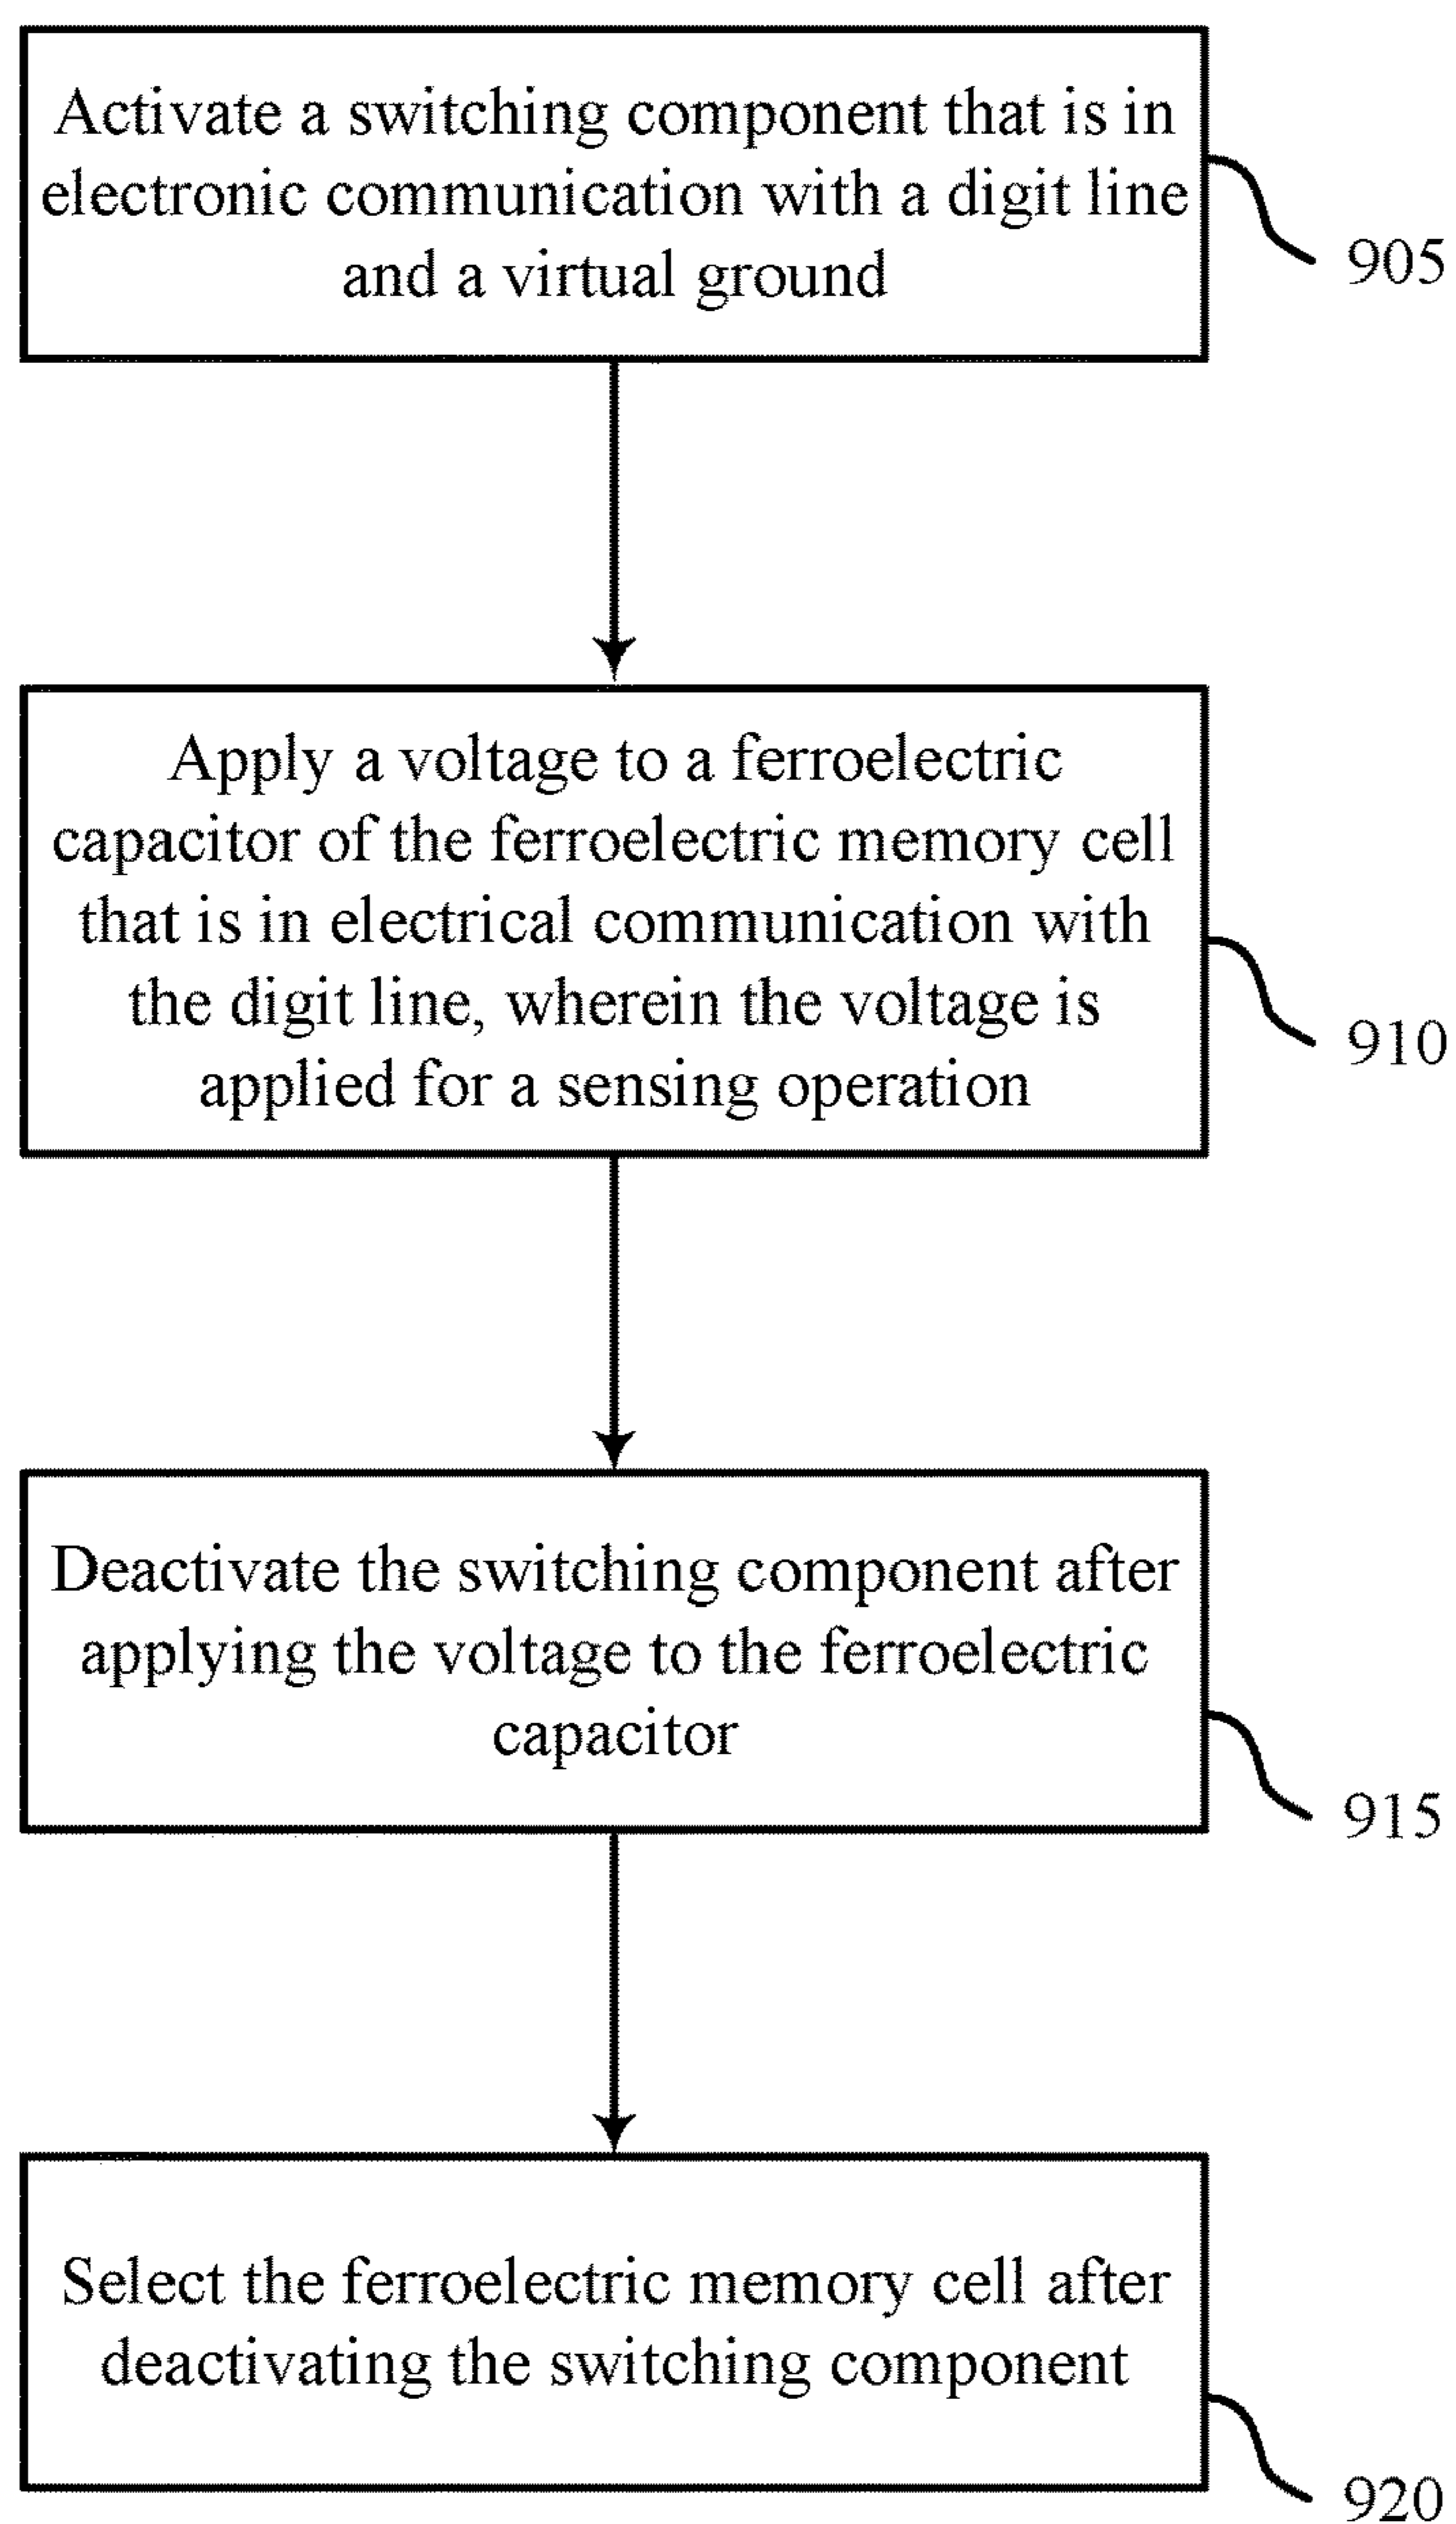 Activate a switching component that is in
electronic communication with a digit line
and a virtual ground
905
Apply a voltage to a ferroelectric
capacitor of the ferroelectric memory cell
that is in electrical communication with
the digit line, wherein the voltage is
applied for a sensing operation
910
Deactivate the switching component after
applying the voltage to the ferroelectric
capacitor
915
Select the ferroelectric memory cell after
deactivating the switching component
920